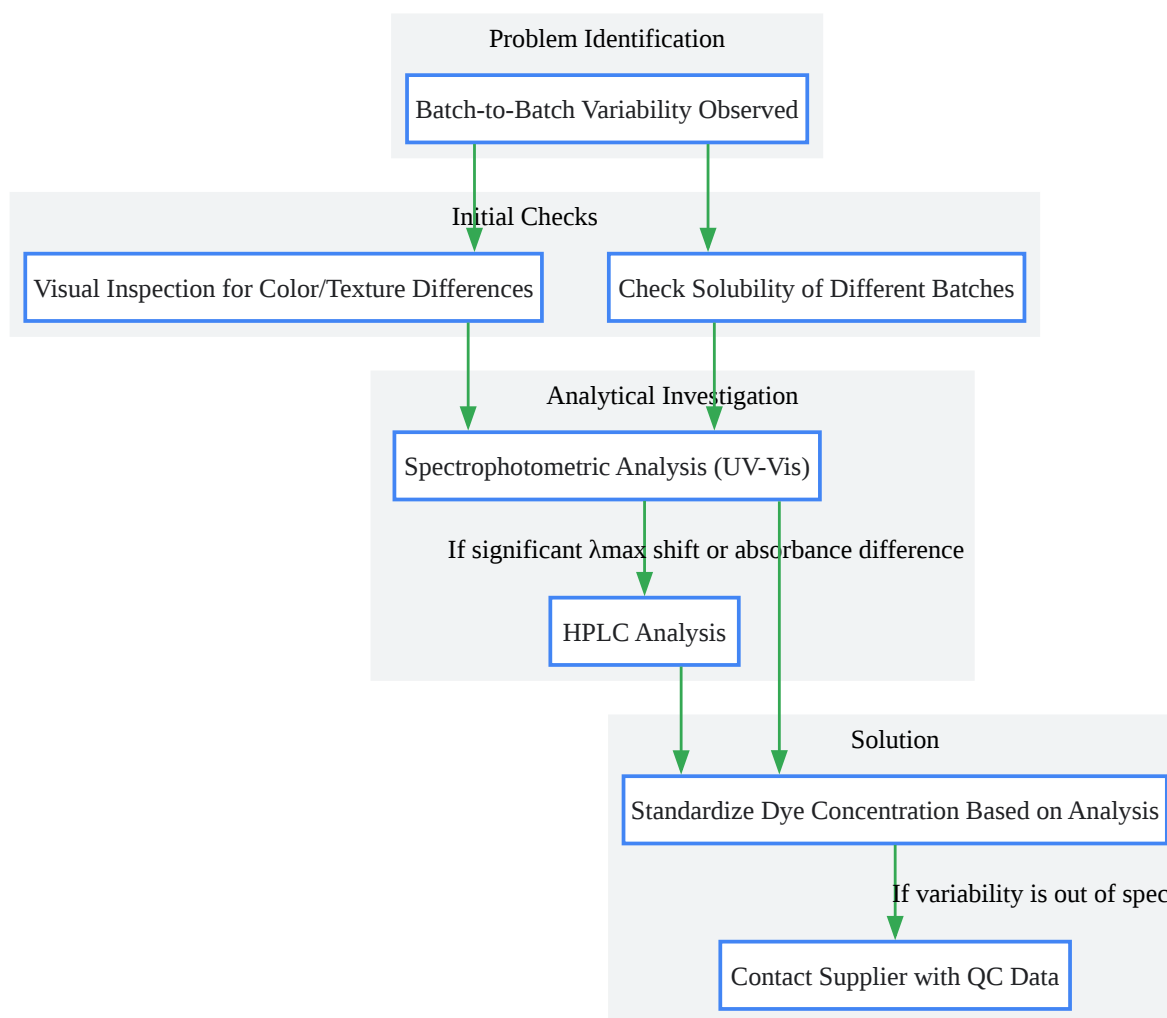 Problem Identification
Batch-to-Batch Variability Observed
Initial Checks
Visual Inspection for Color/Texture Differences
Check Solubility of Different Batches
Analytical Investigation
Spectrophotometric Analysis (UV-Vis)
If significant λmax shift or absorbance difference
HPLC Analysis
Solution
Standardize Dye Concentration Based on Analysis
If variability is out of spec
Contact Supplier with QC Data